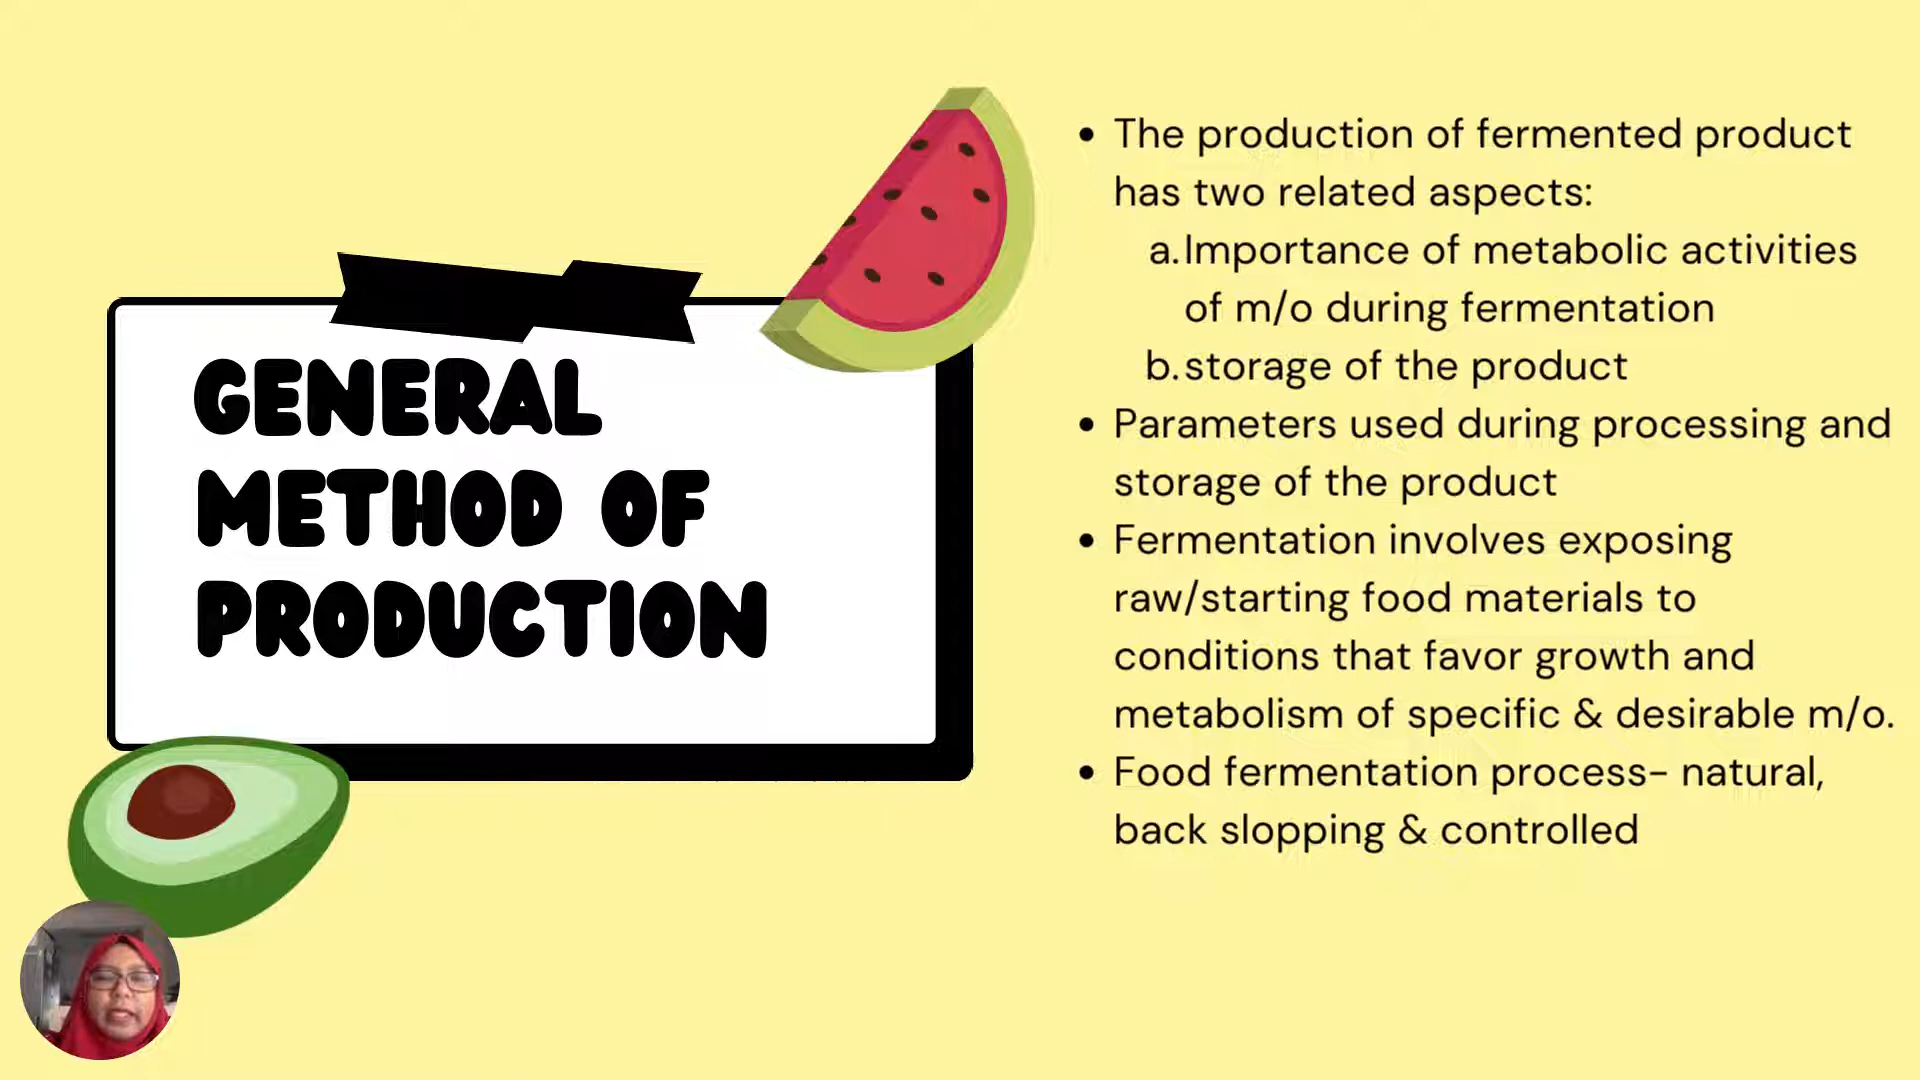 GENERAL
METHOD OF
PRODUCTION
• The production of fermented product
has two related aspects:
a. Importance of metabolic activities
of m/o during fermentation
b. storage of the product
• Parameters used during processing and
storage of the product
• Fermentation involves exposing
raw/starting food materials to
conditions that favor growth and
metabolism of specific & desirable m/o.
• Food fermentation process- natural,
back slopping & controlled